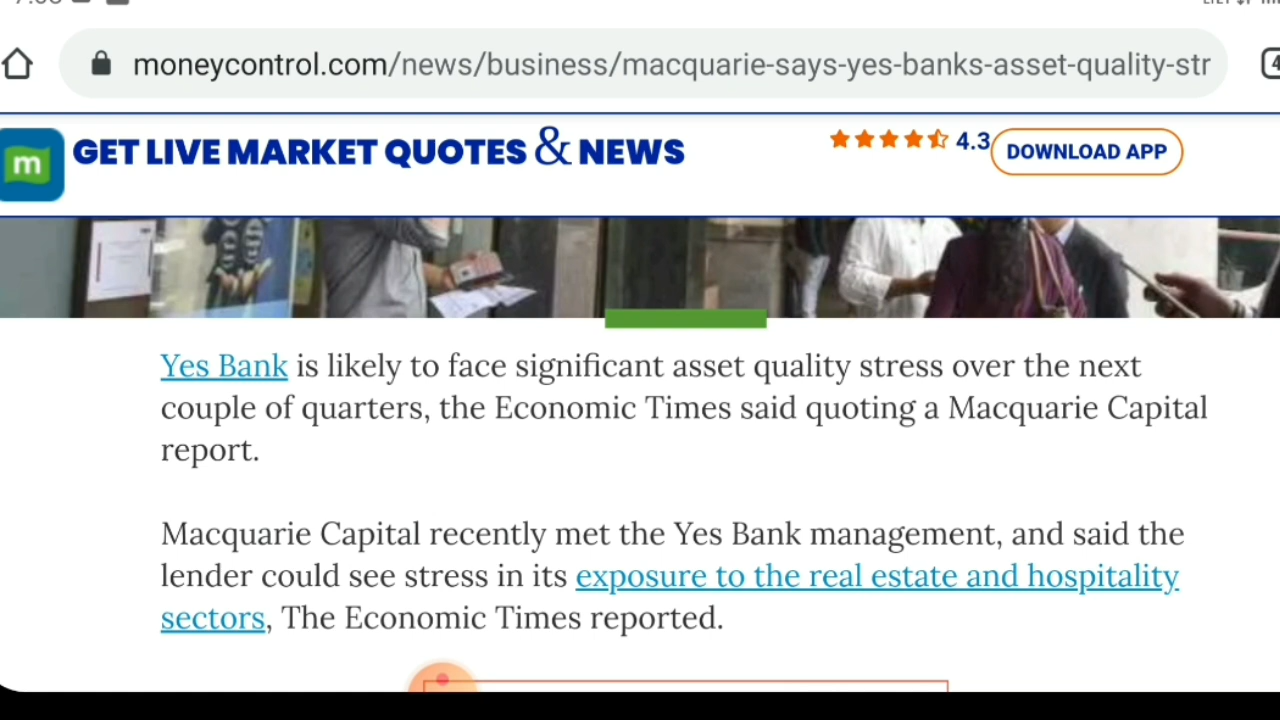 moneycontrol.com/news/business/macquarie-says-yes-banks-asset-quality-str
m
GET LIVE MARKET QUOTES & NEWS
4.3
DOWNLOAD APP
Yes Bank is likely to face significant asset quality stress over the next
couple of quarters, the Economic Times said quoting a Macquarie Capital
report.
Macquarie Capital recently met the Yes Bank management, and said the
lender could see stress in its exposure to the real estate and hospitality
sectors, The Economic Times reported.